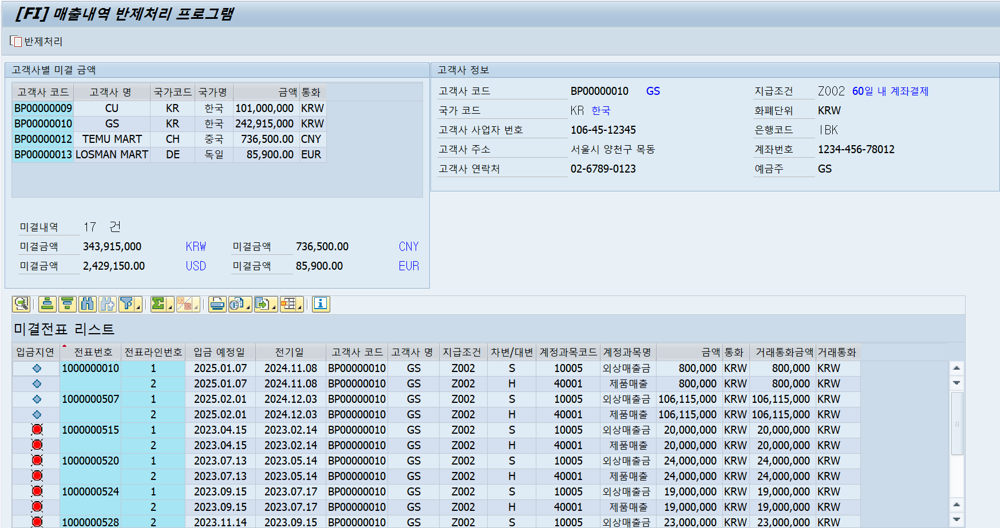 [FI] 매출내역 반제처리 프로그램
반제처리
고객사별 미결 금액
고객사 코드 고객사 명 국가코드 국가명 금액 통화
BP00000009 CU KR 한국 101,000,000 KRW
BP00000010 GS KR 한국 242,915,000 KRW
BP00000012 TEMU MART CH 중국 736,500.00 CNY
BP00000013 LOSMAN MART DE 독일 85,900.00 EUR
미결내역 17 건
미결금액 343,915,000 KRW 미결금액 736,500.00 CNY
미결금액 2,429,150.00 USD 미결금액 85,900.00 EUR
고객사 정보
고객사 코드 BP00000010 GS 지급조건 Z002 60일 내 계좌결제
국가 코드 KR 한국 화폐단위 KRW
고객사 사업자 번호 106-45-12345 은행코드 IBK
고객사 주소 서울시 양천구 목동 계좌번호 1234-456-78012
고객사 연락처 02-6789-0123 예금주 GS
미결전표 리스트
입금지연 전표번호 전표라인번호 입금 예정일 전기일 고객사 코드 고객사 명 지급조건 차변/대변 계정과목코드 계정과목명 금액 통화 거래통화금액 거래통화
1000000010 1 2025.01.07 2024.11.08 BP00000010 GS Z002 S 10005 외상매출금 800,000 KRW 800,000 KRW
2 2025.01.07 2024.11.08 BP00000010 GS Z002 H 40001 제품매출 800,000 KRW 800,000 KRW
1000000507 1 2025.02.01 2024.12.03 BP00000010 GS Z002 S 10005 외상매출금 106,115,000 KRW 106,115,000 KRW
2 2025.02.01 2024.12.03 BP00000010 GS Z002 H 40001 제품매출 106,115,000 KRW 106,115,000 KRW
1000000515 1 2023.04.15 2023.02.14 BP00000010 GS Z002 S 10005 외상매출금 20,000,000 KRW 20,000,000 KRW
2 2023.04.15 2023.02.14 BP00000010 GS Z002 H 40001 제품매출 20,000,000 KRW 20,000,000 KRW
1000000520 1 2023.07.13 2023.05.14 BP00000010 GS Z002 S 10005 외상매출금 24,000,000 KRW 24,000,000 KRW
2 2023.07.13 2023.05.14 BP00000010 GS Z002 H 40001 제품매출 24,000,000 KRW 24,000,000 KRW
1000000524 1 2023.09.15 2023.07.17 BP00000010 GS Z002 S 10005 외상매출금 19,000,000 KRW 19,000,000 KRW
2 2023.09.15 2023.07.17 BP00000010 GS Z002 H 40001 제품매출 19,000,000 KRW 19,000,000 KRW
1000000528 2 2023.11.14 2023.09.15 BP00000010 GS Z002 S 10005 외상매출금 23,000,000 KRW 23,000,000 KRW